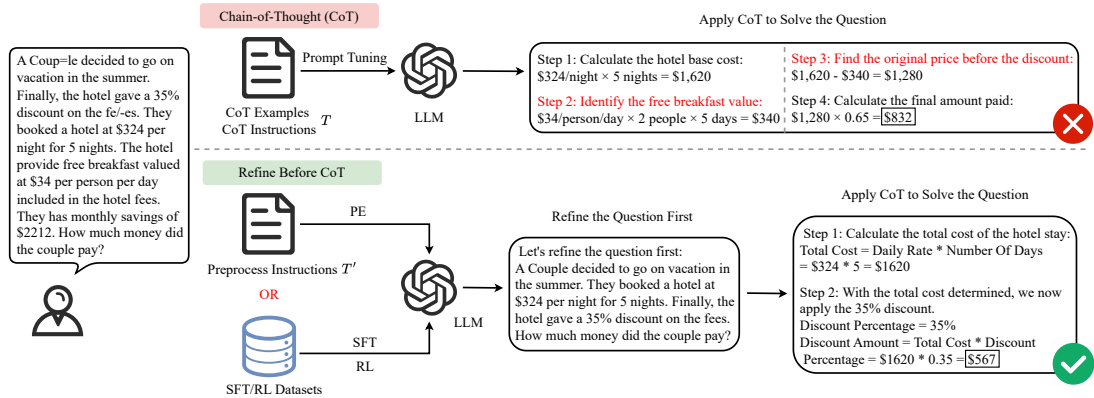 A Coup=le decided to go on
vacation in the summer.
Finally, the hotel gave a 35%
discount on the fe/-es. They
booked a hotel at $324 per
night for 5 nights. The hotel
provide free breakfast valued
at $34 per person per day
included in the hotel fees.
They has monthly savings of
$2212. How much money did
the couple pay?
Chain-of-Thought (CoT)
CoT Examples
CoT Instructions T
Prompt Tuning
LLM
Apply CoT to Solve the Question
Step 1: Calculate the hotel base cost:
$324/night × 5 nights = $1,620
Step 2: Identify the free breakfast value:
$34/person/day × 2 people × 5 days = $340
Step 3: Find the original price before the discount:
$1,620 - $340 = $1,280
Step 4: Calculate the final amount paid:
$1,280 × 0.65 = $832
Refine Before CoT
PE
Preprocess Instructions T′
OR
SFT
RL
SFT/RL Datasets
LLM
Refine the Question First
Let's refine the question first:
A Couple decided to go on vacation in
the summer. They booked a hotel at
$324 per night for 5 nights. Finally, the
hotel gave a 35% discount on the fees.
How much money did the couple pay?
Apply CoT to Solve the Question
Step 1: Calculate the total cost of the hotel stay:
Total Cost = Daily Rate * Number Of Days
= $324 * 5 = $1620
Step 2: With the total cost determined, we now
apply the 35% discount.
Discount Percentage = 35%
Discount Amount = Total Cost * Discount
Percentage = $1620 * 0.35 = $567